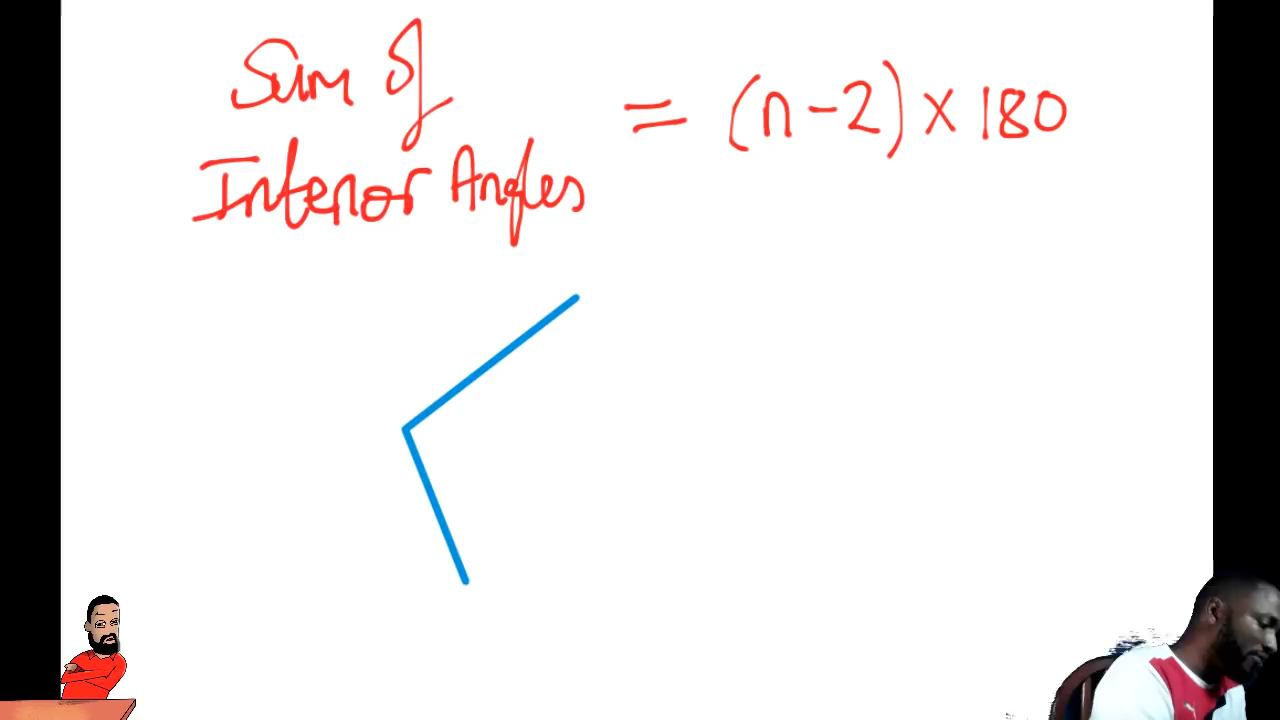 Sum of
Interior Angles
= (n-2) × 180